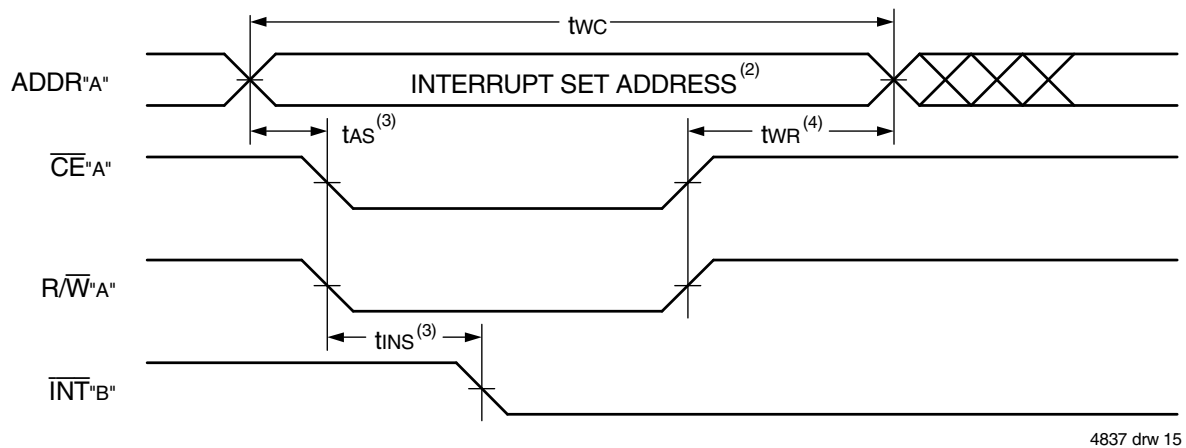 tWC
ADDR"A" INTERRUPT SET ADDRESS(2)
tAS(3) tWR(4)
CE"A"
R/W"A"
tINS(3)
INT"B"
4837 drw 15